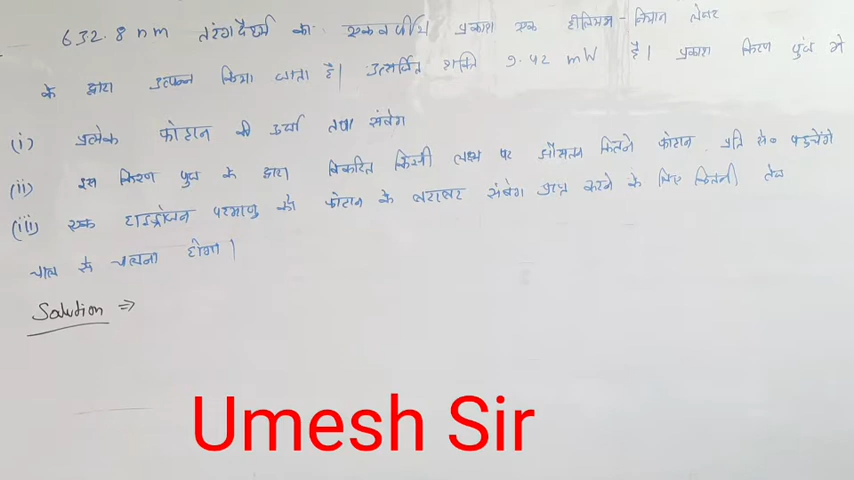 632.8 nm तरंगदैर्ध्य का एकवर्णीय प्रकाश एक हीलियम-नियान लेसर
के द्वारा उत्पन्न किया जाता है। उत्सर्जित शक्ति 9.42 mW है। प्रकाश किरण पुंज में
(i) प्रत्येक फोटान की ऊर्जा तथा संवेग
(ii) इस किरण पुंज के द्वारा विकरित किसी लक्ष्य पर औसतन कितने फोटान प्रति से० पहुचेंगे
(iii) एक हाइड्रोजन परमाणु को फोटान के बराबर संवेग प्राप्त करने के लिए कितनी तेज
चाल से चलना होगा।
Solution ⇒
Umesh Sir